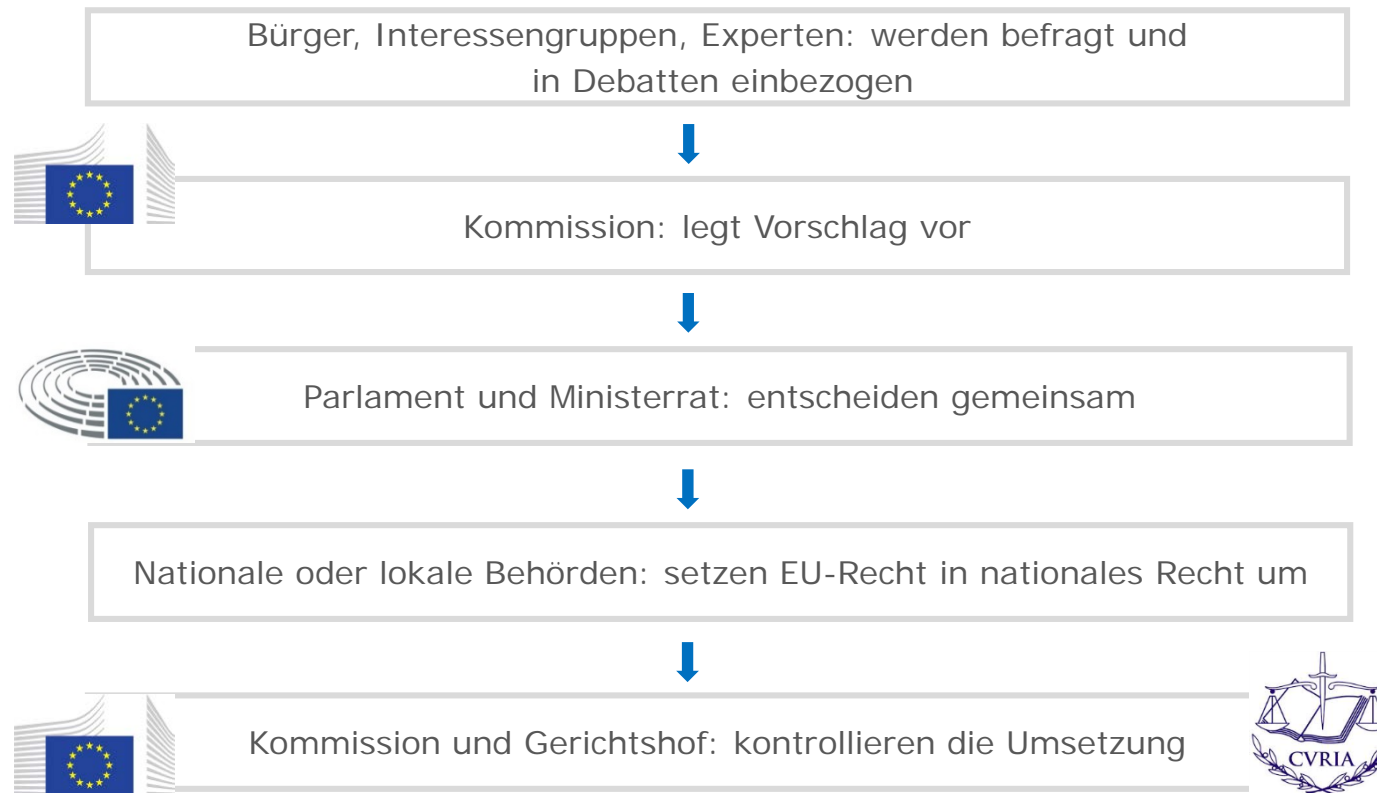 Bürger, Interessengruppen, Experten: werden befragt und
in Debatten einbezogen
Kommission: legt Vorschlag vor
Parlament und Ministerrat: entscheiden gemeinsam
Nationale oder lokale Behörden: setzen EU-Recht in nationales Recht um
Kommission und Gerichtshof: kontrollieren die Umsetzung
CVRIA